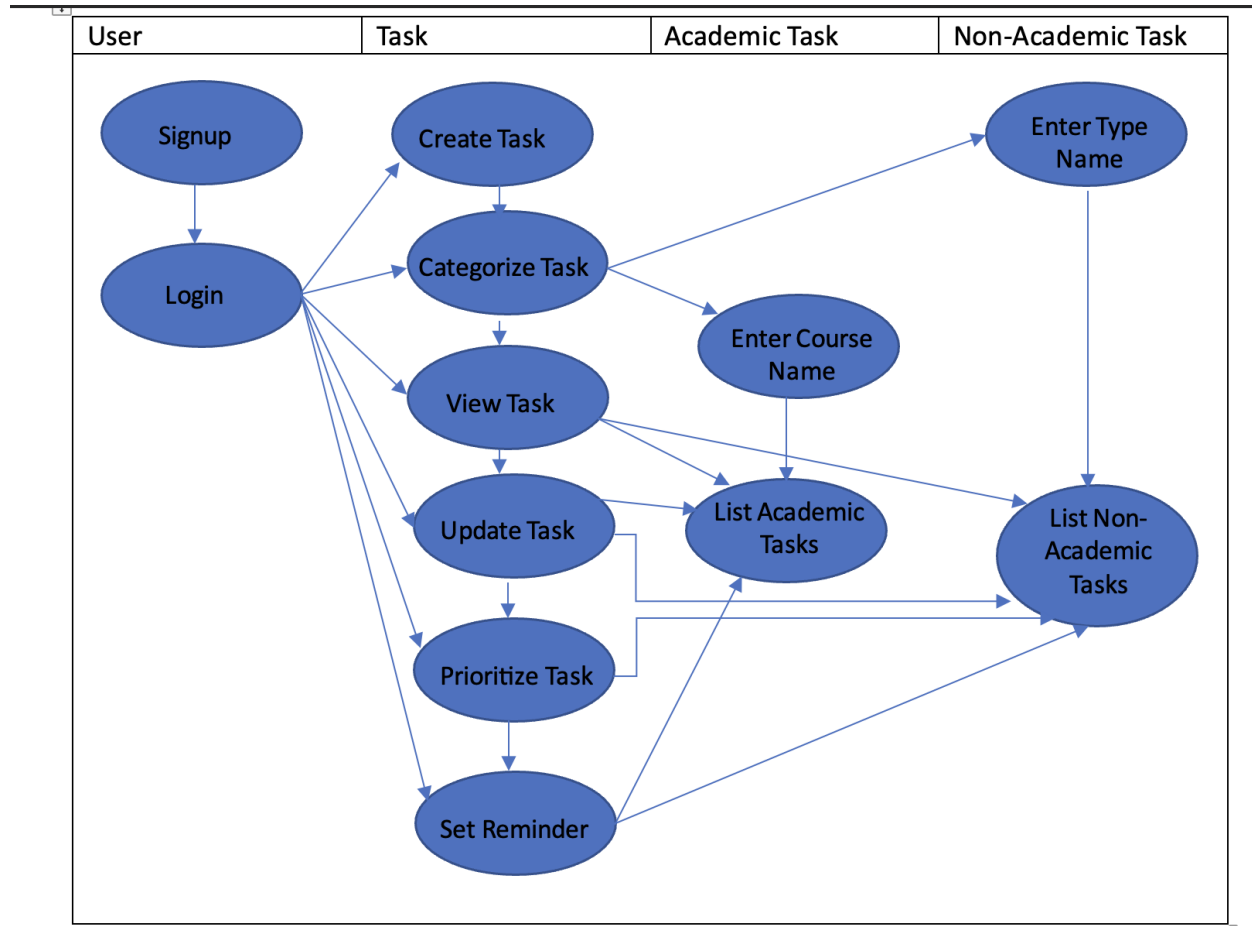 User
Task
Academic Task
Non-Academic Task
Signup
Create Task
Enter Type
Name
Login
Categorize Task
Enter Course
Name
View Task
List Academic
Tasks
List Non-
Academic
Tasks
Update Task
Prioritize Task
Set Reminder